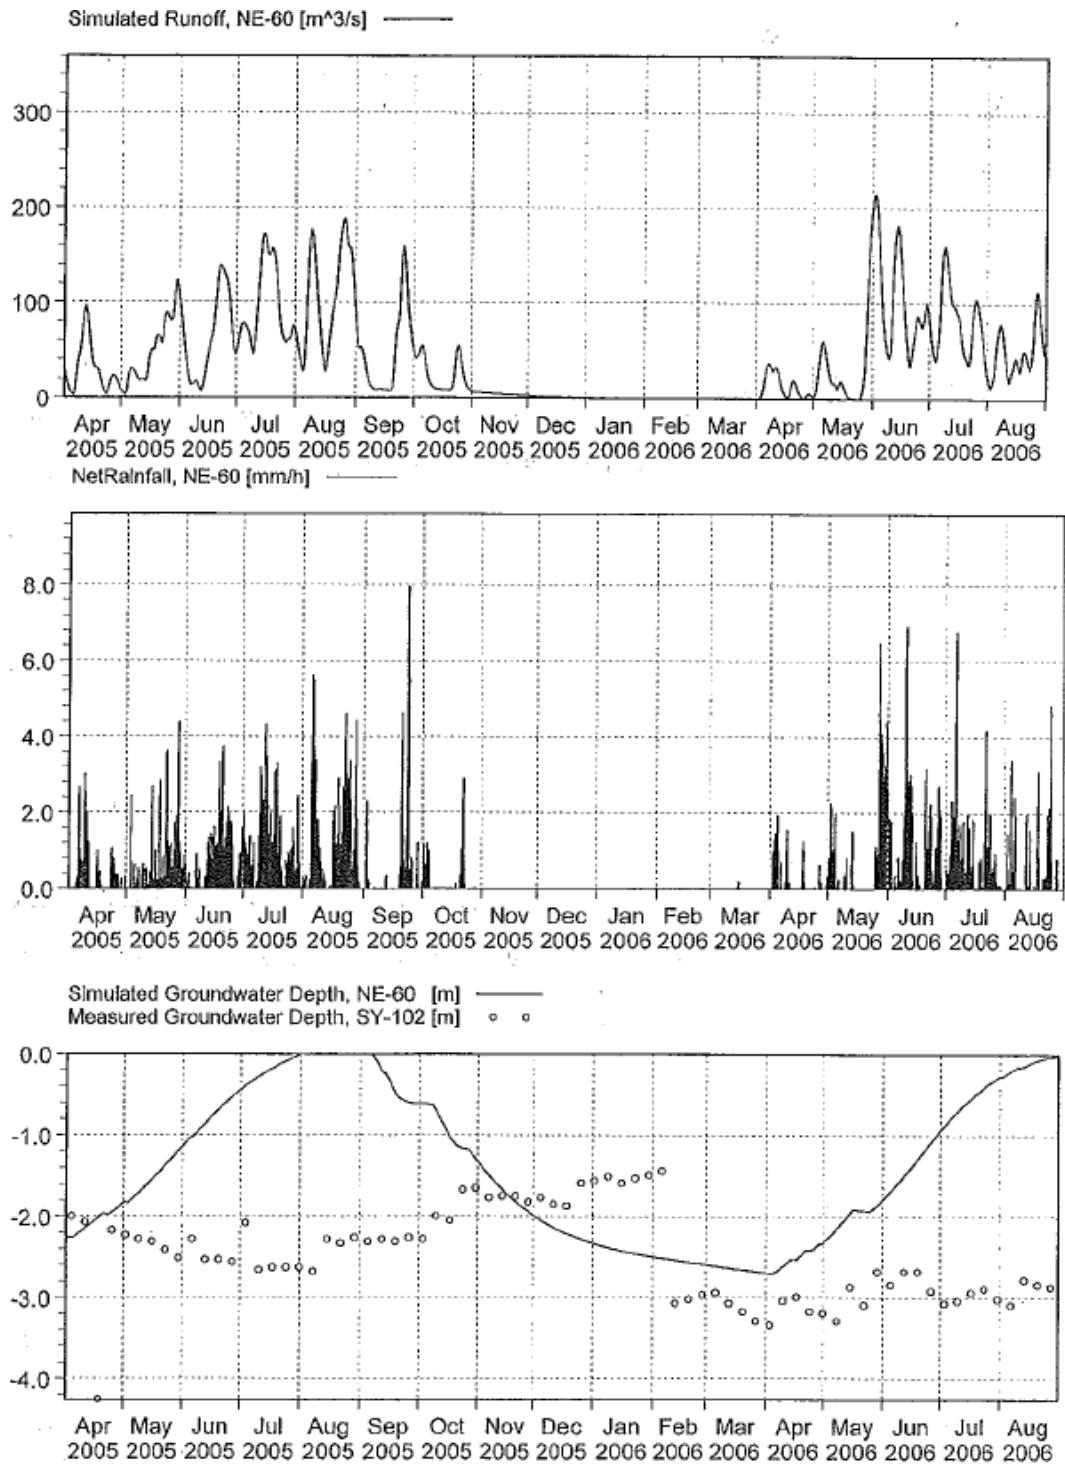 Simulated Runoff, NE-60 [m^3/s]
300
200
100
0
Apr May Jun Jul Aug Sep Oct Nov Dec Jan Feb Mar Apr May Jun Jul Aug
2005 2005 2005 2005 2005 2005 2005 2005 2005 2006 2006 2006 2006 2006 2006 2006 2006
NetRainfall, NE-60 [mm/h]
8.0
6.0
4.0
2.0
0.0
Apr May Jun Jul Aug Sep Oct Nov Dec Jan Feb Mar Apr May Jun Jul Aug
2005 2005 2005 2005 2005 2005 2005 2005 2005 2006 2006 2006 2006 2006 2006 2006 2006
Simulated Groundwater Depth, NE-60 [m]
Measured Groundwater Depth, SY-102 [m]
0.0
-1.0
-2.0
-3.0
-4.0
Apr May Jun Jul Aug Sep Oct Nov Dec Jan Feb Mar Apr May Jun Jul Aug
2005 2005 2005 2005 2005 2005 2005 2005 2005 2006 2006 2006 2006 2006 2006 2006 2006